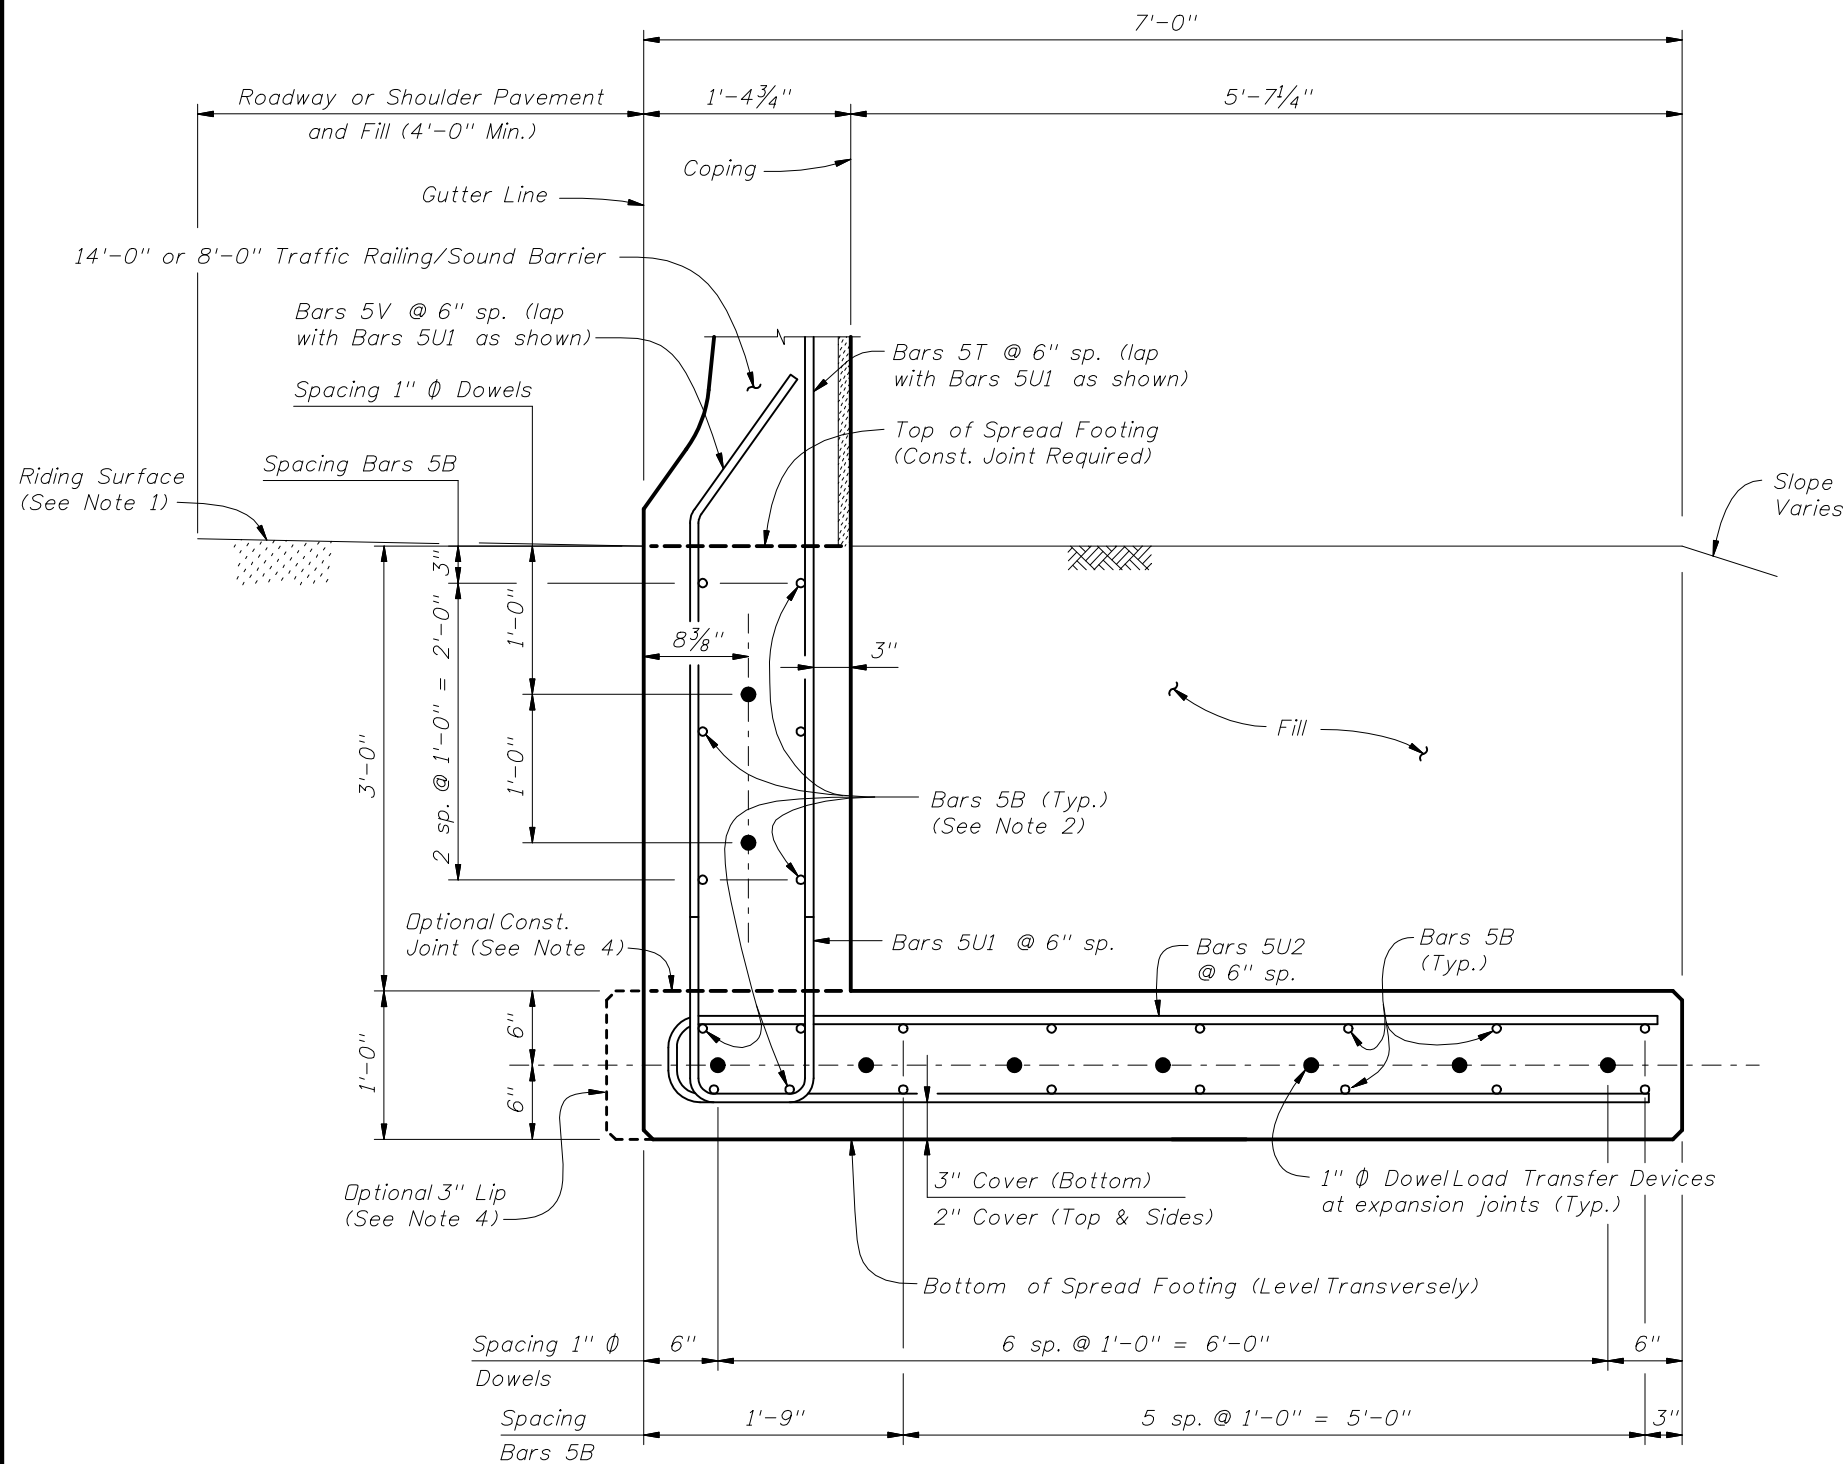 7'-0"
Roadway or Shoulder Pavement
and Fill (4'-0" Min.)
1'-4¾"
5'-7¼"
Coping
Gutter Line
14'-0" or 8'-0" Traffic Railing/Sound Barrier
Bars 5V @ 6" sp. (lap
with Bars 5U1 as shown)
Bars 5T @ 6" sp. (lap
with Bars 5U1 as shown)
Spacing 1" ϕ Dowels
Top of Spread Footing
(Const. Joint Required)
Spacing Bars 5B
Riding Surface
(See Note 1)
Slope
Varies
3"
1'-0"
8⅜"
3"
2 sp. @ 1'-0" = 2'-0"
Fill
3'-0"
1'-0"
Bars 5B (Typ.)
(See Note 2)
Optional Const.
Joint (See Note 4)
Bars 5U1 @ 6" sp.
Bars 5U2
@ 6" sp.
Bars 5B
(Typ.)
1'-0"
6"
6"
Optional 3" Lip
(See Note 4)
3" Cover (Bottom)
2" Cover (Top & Sides)
1" ϕ Dowel Load Transfer Devices
at expansion joints (Typ.)
Bottom of Spread Footing (Level Transversely)
Spacing 1" ϕ
Dowels
6"
6 sp. @ 1'-0" = 6'-0"
6"
Spacing
Bars 5B
1'-9"
5 sp. @ 1'-0" = 5'-0"
3"